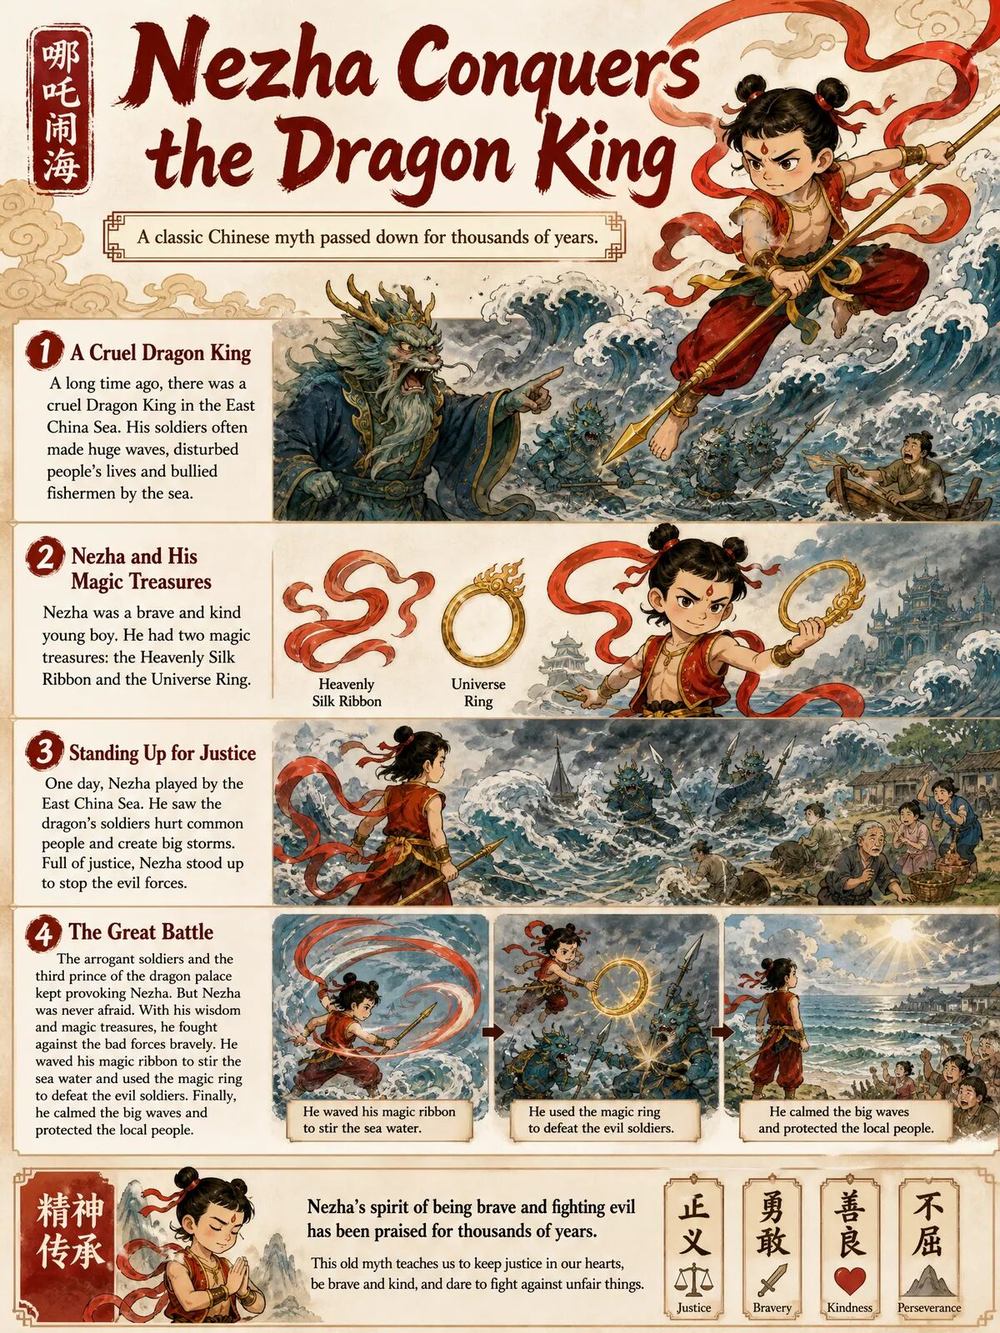 哪吒闹海
Nezha Conquers
the Dragon King
A classic Chinese myth passed down for thousands of years.
1 A Cruel Dragon King
A long time ago, there was a
cruel Dragon King in the East
China Sea. His soldiers often
made huge waves, disturbed
people's lives and bullied
fishermen by the sea.
2 Nezha and His
Magic Treasures
Nezha was a brave and kind
young boy. He had two magic
treasures: the Heavenly Silk
Ribbon and the Universe Ring.
Heavenly
Silk Ribbon
Universe
Ring
3 Standing Up for Justice
One day, Nezha played by the
East China Sea. He saw the
dragon's soldiers hurt common
people and create big storms.
Full of justice, Nezha stood up
to stop the evil forces.
4 The Great Battle
The arrogant soldiers and the
third prince of the dragon palace
kept provoking Nezha. But Nezha
was never afraid. With his wisdom
and magic treasures, he fought
against the bad forces bravely. He
waved his magic ribbon to stir the
sea water and used the magic ring
to defeat the evil soldiers. Finally,
he calmed the big waves and
protected the local people.
He waved his magic ribbon
to stir the sea water.
He used the magic ring
to defeat the evil soldiers.
He calmed the big waves
and protected the local people.
精神
传承
Nezha's spirit of being brave and fighting evil
has been praised for thousands of years.
This old myth teaches us to keep justice in our hearts,
be brave and kind, and dare to fight against unfair things.
正义
Justice
勇敢
Bravery
善良
Kindness
不屈
Perseverance